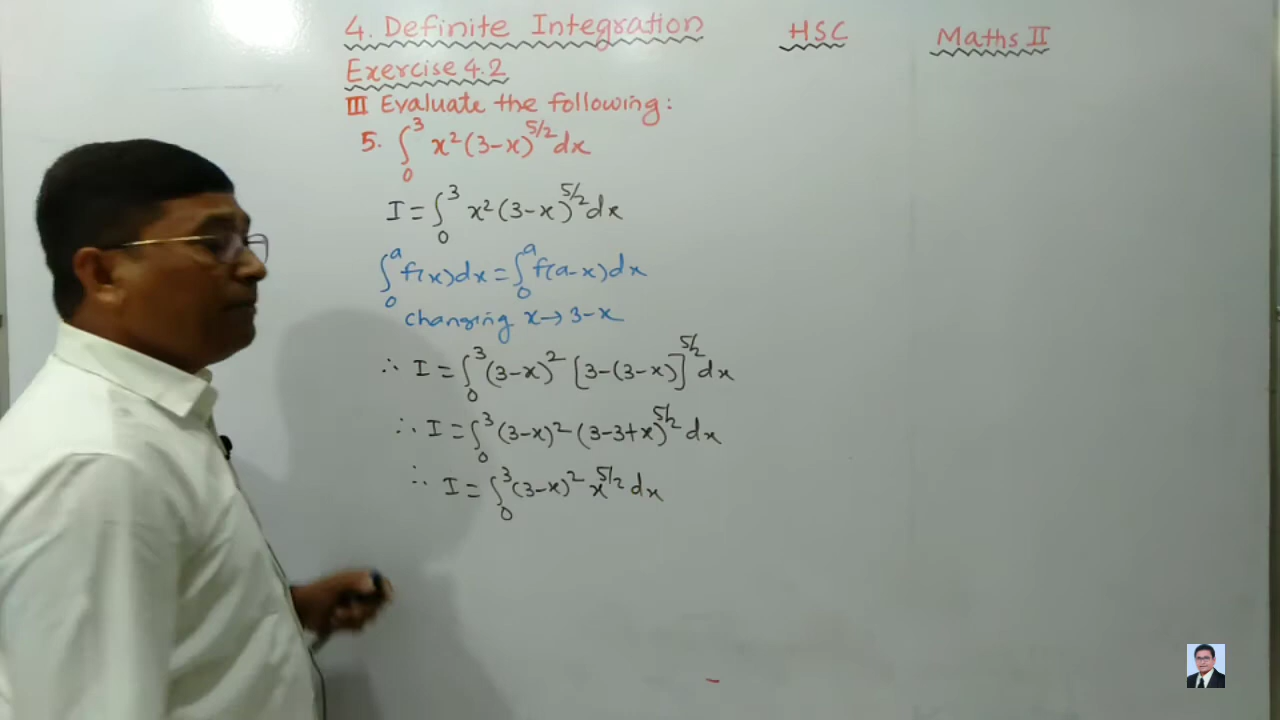 4. Definite Integration HSC Maths II
Exercise 4.2
III Evaluate the following:
5. ∫₀³ x²(3-x)^5/2 dx
I = ∫₀³ x²(3-x)^5/2 dx
∫₀ᵃ f(x)dx = ∫₀ᵃ f(a-x)dx
changing x→3-x
∴ I = ∫₀³ (3-x)² [3-(3-x)]^5/2 dx
∴ I = ∫₀³ (3-x)² (3-3+x)^5/2 dx
∴ I = ∫₀³ (3-x)² x^5/2 dx